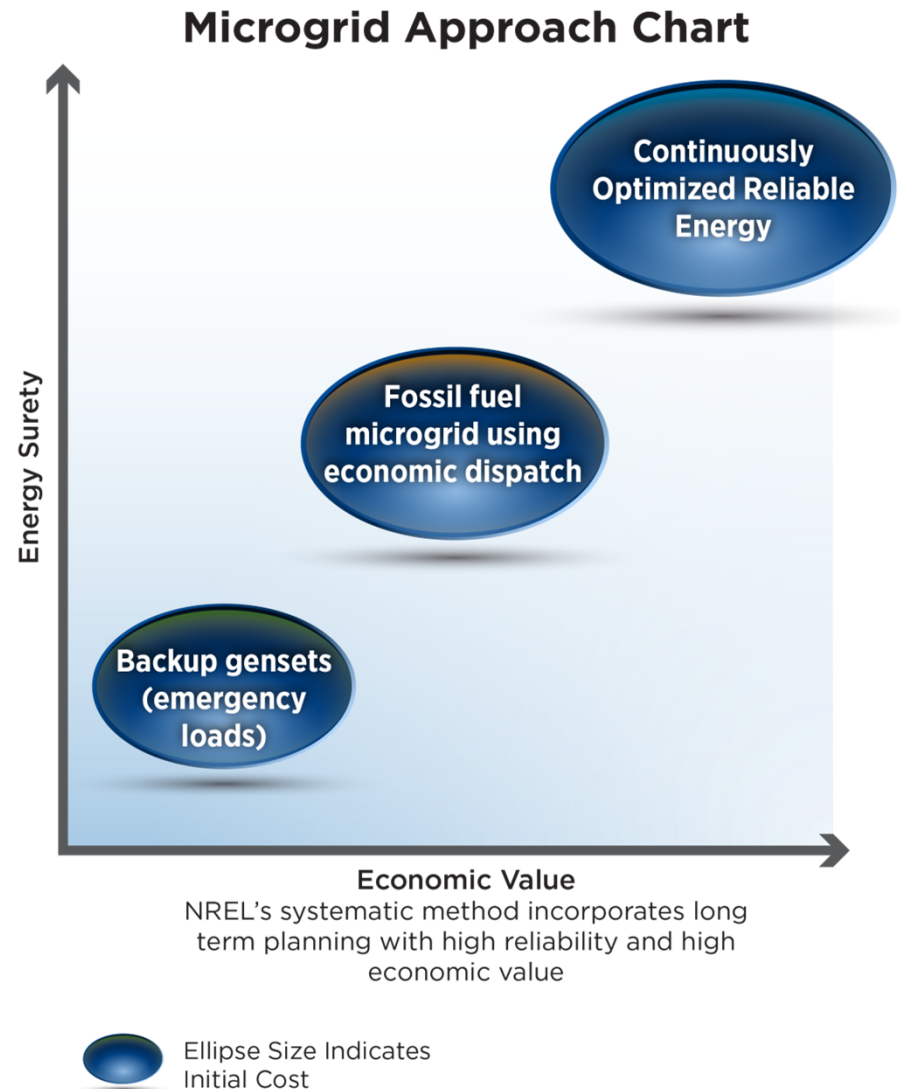 Microgrid Approach Chart
Continuously
Optimized Reliable
Energy
Fossil fuel
microgrid using
economic dispatch
Energy Surety
Backup gensets
(emergency
loads)
Economic Value
NREL’s systematic method incorporates long
term planning with high reliability and high
economic value
Ellipse Size Indicates
Initial Cost